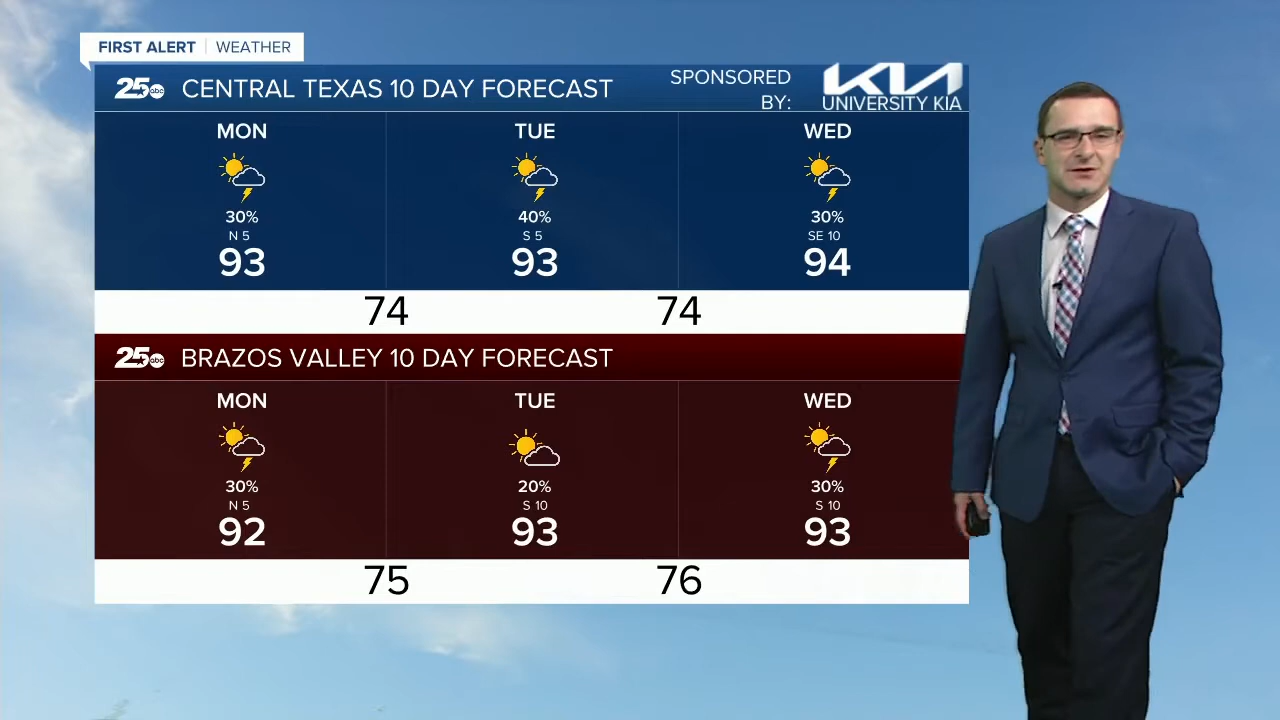 FIRST ALERT | WEATHER
25 abc CENTRAL TEXAS 10 DAY FORECAST
SPONSORED
BY:
KIA
UNIVERSITY KIA
MON TUE WED
30% 40% 30%
N 5 S 5 SE 10
93 93 94
74 74
25 abc BRAZOS VALLEY 10 DAY FORECAST
MON TUE WED
30% 20% 30%
N 5 S 10 S 10
92 93 93
75 76